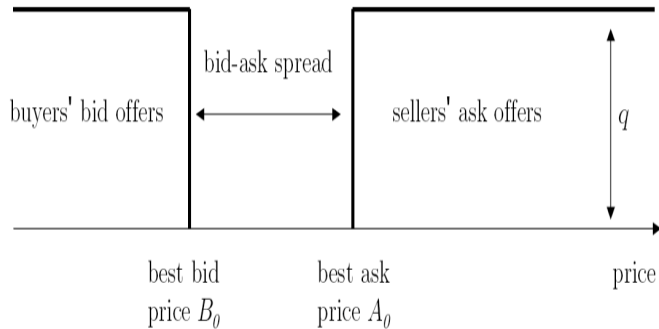 bid-ask spread
buyers' bid offers
sellers' ask offers
q
best bid
price B₀
best ask
price A₀
price